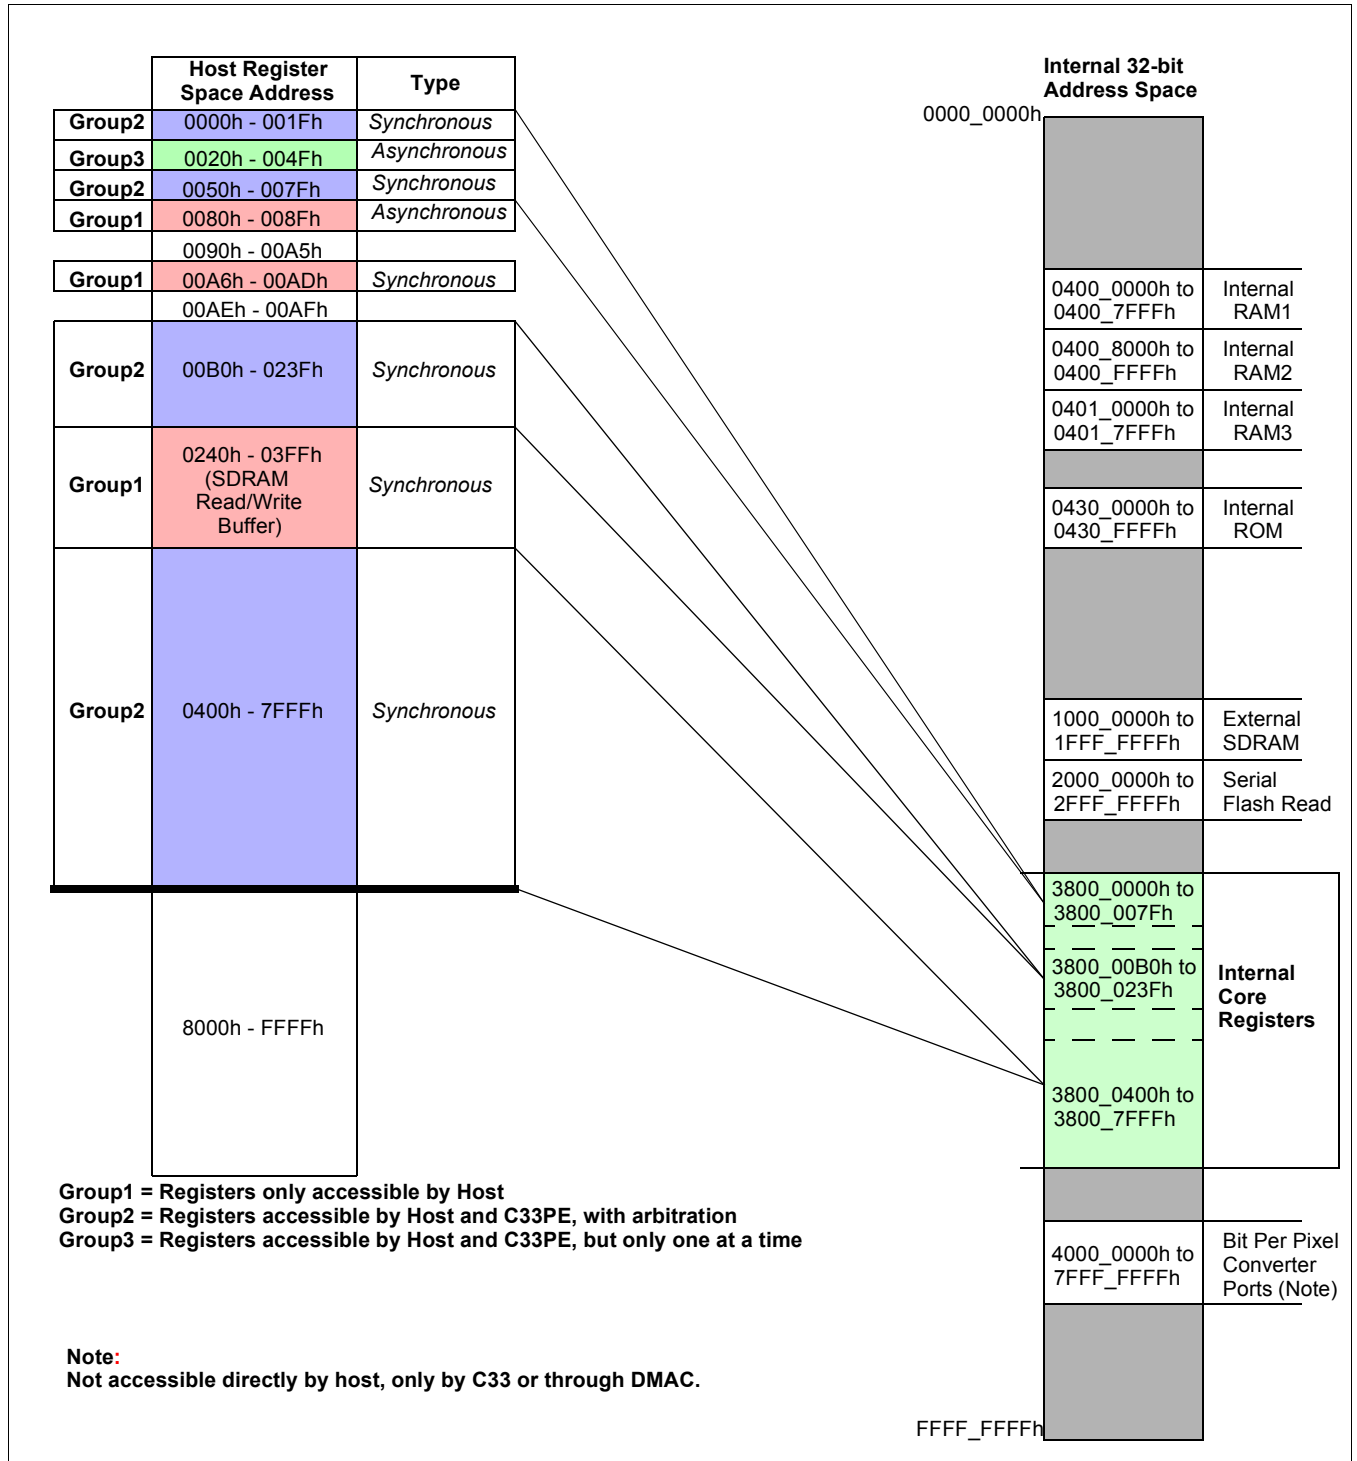 Host Register
Space Address
Type
Group2 0000h - 001Fh Synchronous
Group3 0020h - 004Fh Asynchronous
Group2 0050h - 007Fh Synchronous
Group1 0080h - 008Fh Asynchronous
0090h - 00A5h
Group1 00A6h - 00ADh Synchronous
00AEh - 00AFh
Group2 00B0h - 023Fh Synchronous
Group1
0240h - 03FFh
(SDRAM
Read/Write
Buffer)
Synchronous
Group2 0400h - 7FFFh Synchronous
8000h - FFFFh
Group1 = Registers only accessible by Host
Group2 = Registers accessible by Host and C33PE, with arbitration
Group3 = Registers accessible by Host and C33PE, but only one at a time
Note:
Not accessible directly by host, only by C33 or through DMAC.
Internal 32-bit
Address Space
0000_0000h
0400_0000h to
0400_7FFFh
Internal
RAM1
0400_8000h to
0400_FFFFh
Internal
RAM2
0401_0000h to
0401_7FFFh
Internal
RAM3
0430_0000h to
0430_FFFFh
Internal
ROM
1000_0000h to
1FFF_FFFFh
External
SDRAM
2000_0000h to
2FFF_FFFFh
Serial
Flash Read
3800_0000h to
3800_007Fh
3800_00B0h to
3800_023Fh
3800_0400h to
3800_7FFFh
Internal
Core
Registers
4000_0000h to
7FFF_FFFFh
Bit Per Pixel
Converter
Ports (Note)
FFFF_FFFFh